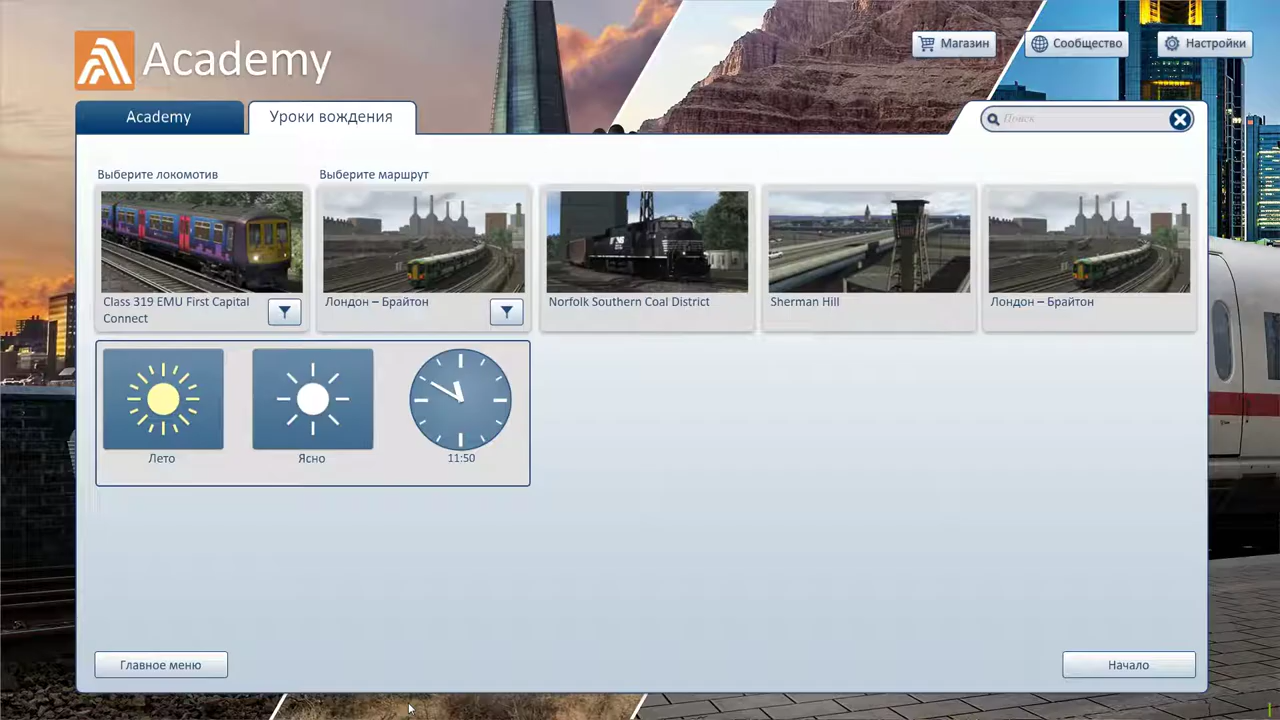 Academy
Магазин
Сообщество
Настройки
Academy
Уроки вождения
Поиск
Выберите локомотив
Выберите маршрут
Class 319 EMU First Capital
Connect
Лондон – Брайтон
Norfolk Southern Coal District
Sherman Hill
Лондон – Брайтон
Лето
Ясно
11:50
Главное меню
Начало